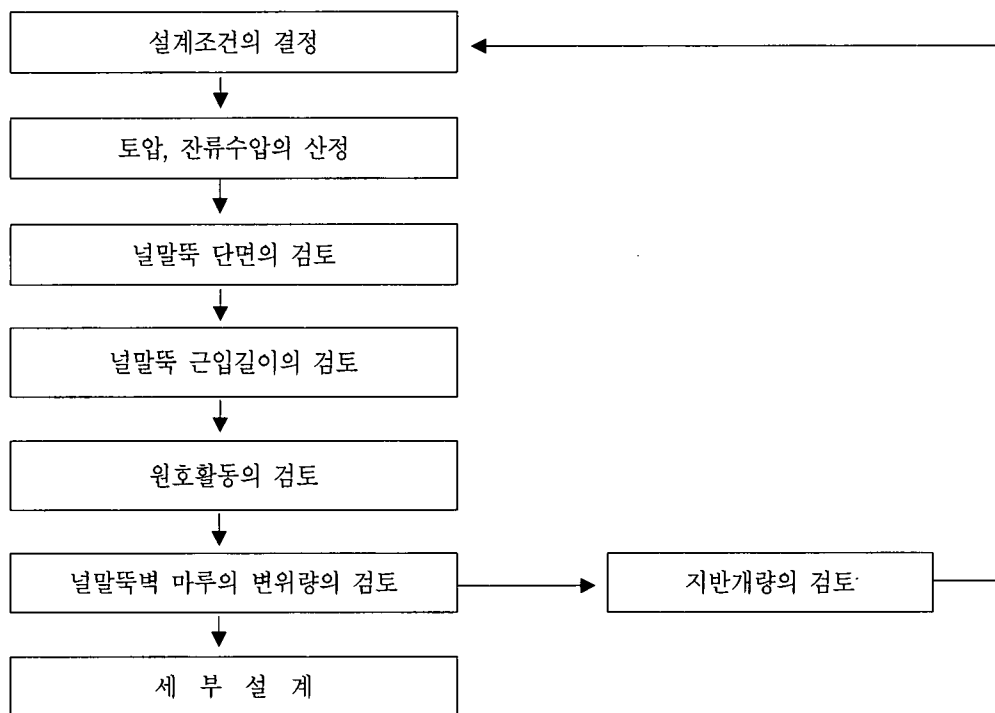 설계조건의 결정
토압, 잔류수압의 산정
널말뚝 단면의 검토
널말뚝 근입길이의 검토
원호활동의 검토
널말뚝벽 마루의 변위량의 검토
지반개량의 검토
세 부 설 계